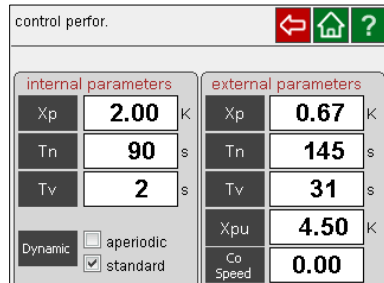 control perfor.
?
internal parameters
Xp 2.00 K
Tn 90 s
Tv 2 s
Dynamic
aperiodic
standard
external parameters
Xp 0.67 K
Tn 145 s
Tv 31 s
Xpu 4.50 K
Co
Speed 0.00